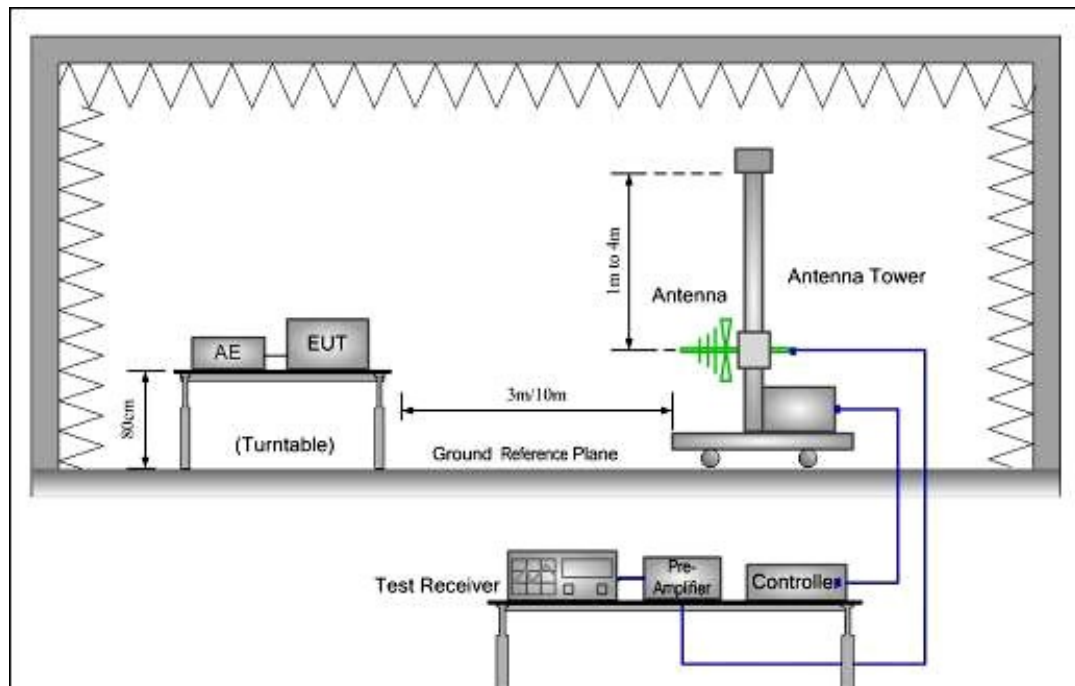 1m to 4m
Antenna Tower
Antenna
AE
EUT
3m/10m
80cm
(Turntable)
Ground Reference Plane
Test Receiver
Pre-
Amplifier
Controller